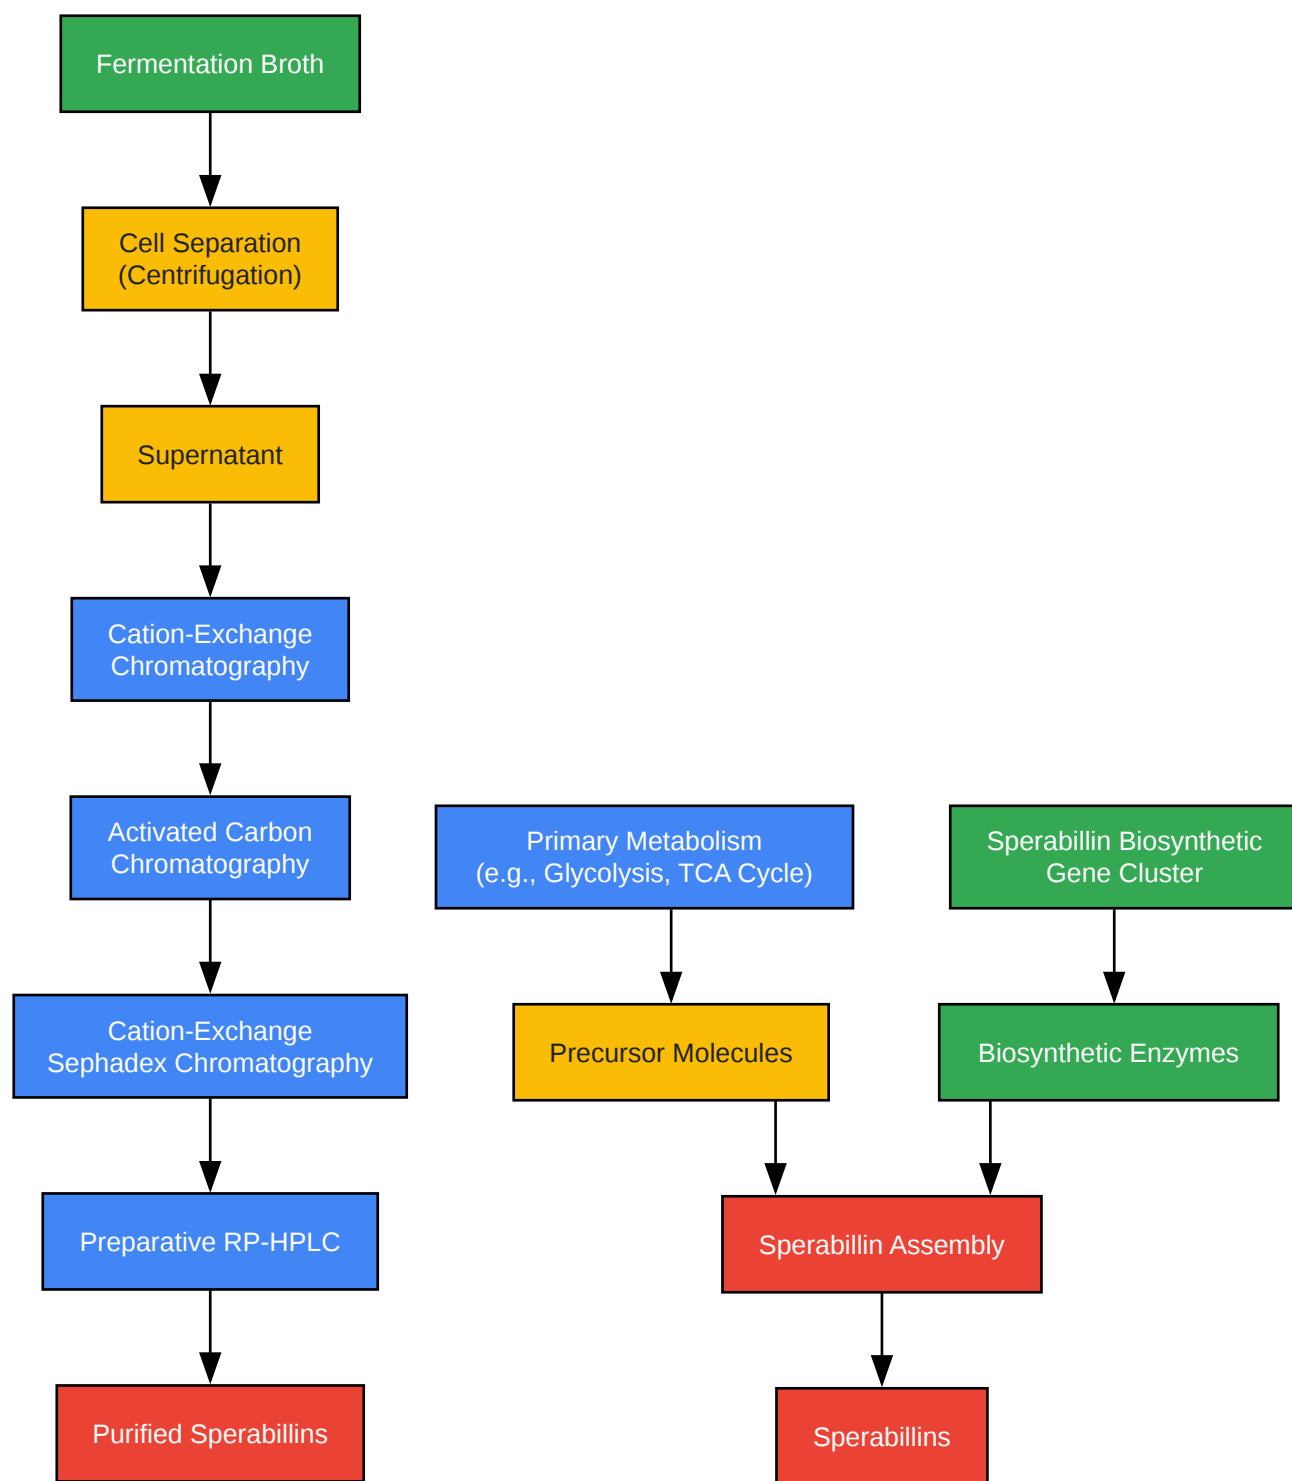 Fermentation Broth
Cell Separation
(Centrifugation)
Supernatant
Cation-Exchange
Chromatography
Activated Carbon
Chromatography
Cation-Exchange
Sephadex Chromatography
Preparative RP-HPLC
Purified Sperabillins
Primary Metabolism
(e.g., Glycolysis, TCA Cycle)
Precursor Molecules
Sperabillin Biosynthetic
Gene Cluster
Biosynthetic Enzymes
Sperabillin Assembly
Sperabillins